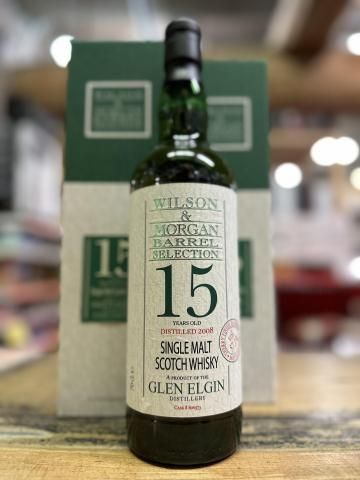 WILSON
&
MORGAN
BARREL
SELECTION
15
YEARS OLD
DISTILLED 2008
SINGLE MALT
SCOTCH WHISKY
A PRODUCT OF THE
GLEN ELGIN
DISTILLERY
15